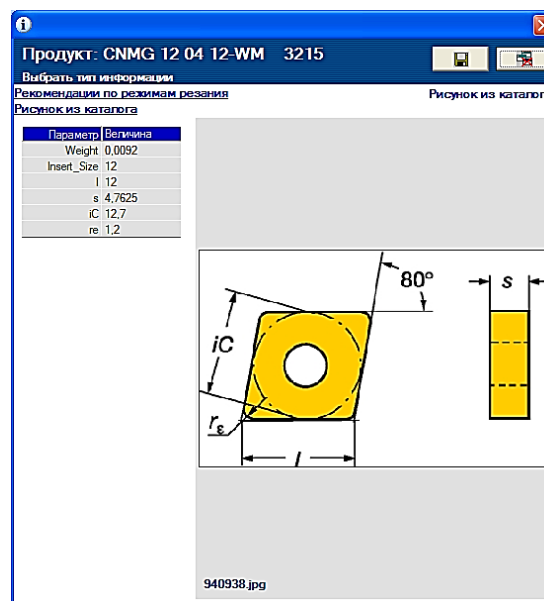 Продукт: CNMG 12 04 12-WM 3215
Выбрать тип информации
Рекомендации по режимам резания
Рисунок из каталога
Рисунок из каталог
Параметр Величина
Weight 0,0092
Insert_Size 12
l 12
s 4,7625
iC 12,7
re 1,2
80°
s
iC
rε
l
940938.jpg